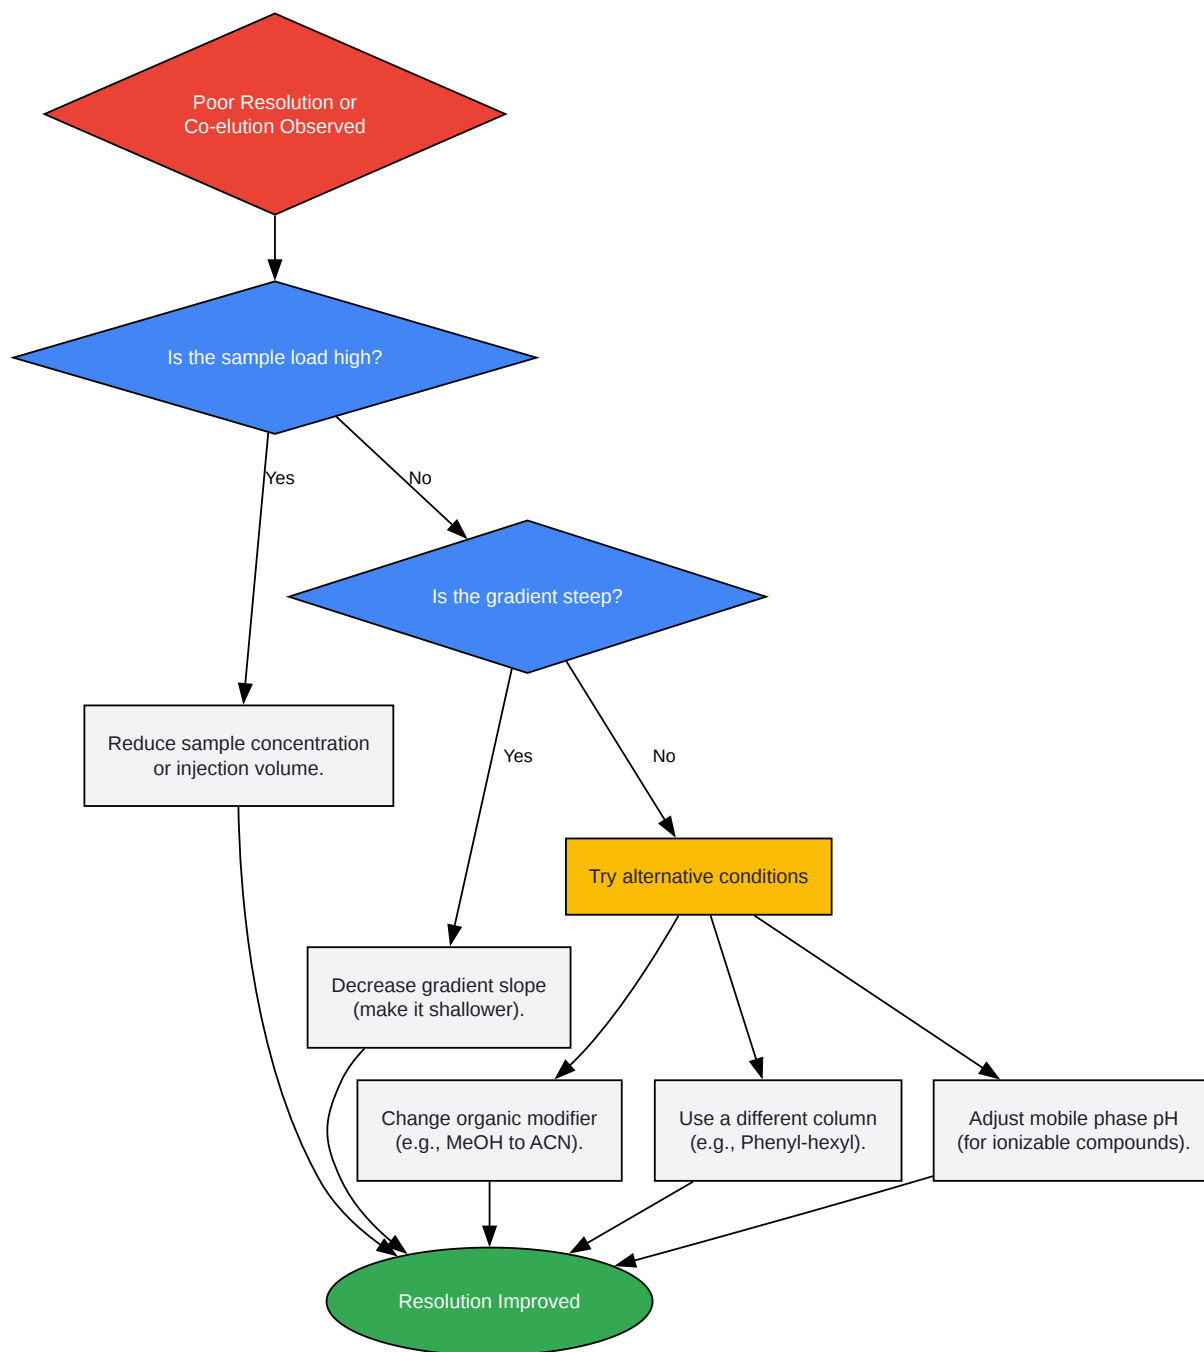 Poor Resolution or
Co-elution Observed
Is the sample load high?
Yes
No
Is the gradient steep?
Reduce sample concentration
or injection volume.
Yes
No
Try alternative conditions
Decrease gradient slope
(make it shallower).
Change organic modifier
(e.g., MeOH to ACN).
Use a different column
(e.g., Phenyl-hexyl).
Adjust mobile phase pH
(for ionizable compounds).
Resolution Improved